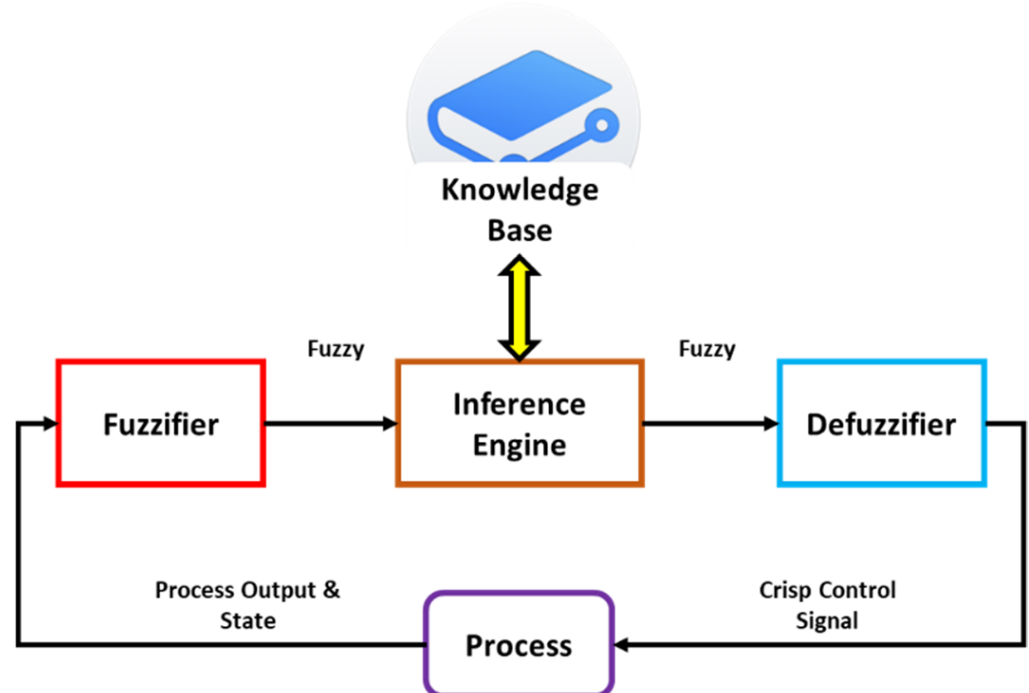 Knowledge
Base
Fuzzy
Fuzzy
Fuzzifier
Inference
Engine
Defuzzifier
Process Output &
State
Crisp Control
Signal
Process